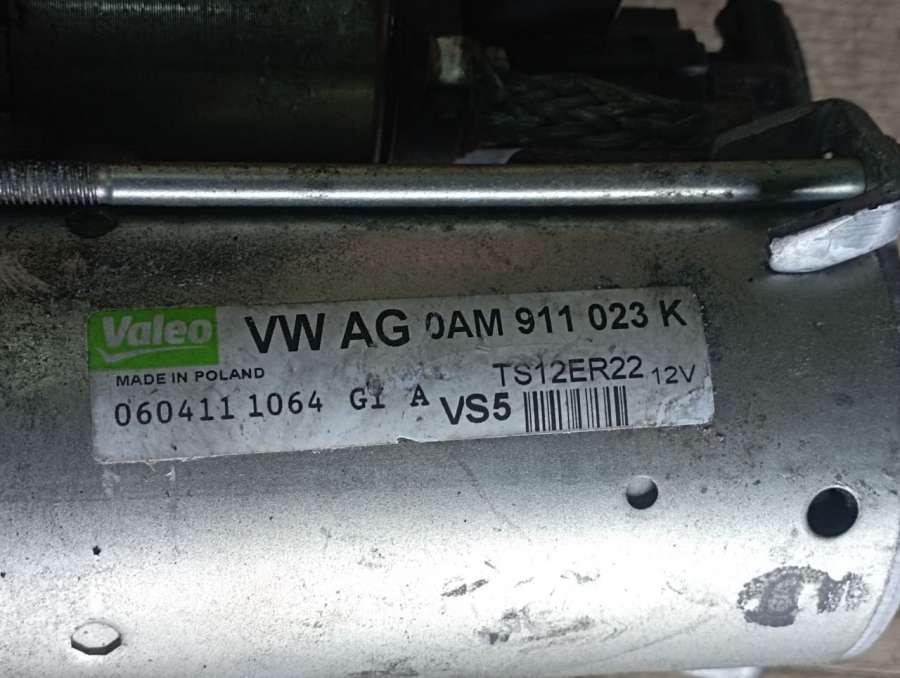 Valeo VW AG 0AM 911 023 K
MADE IN POLAND TS12ER22 12V
060411 1064 G1 A VS5